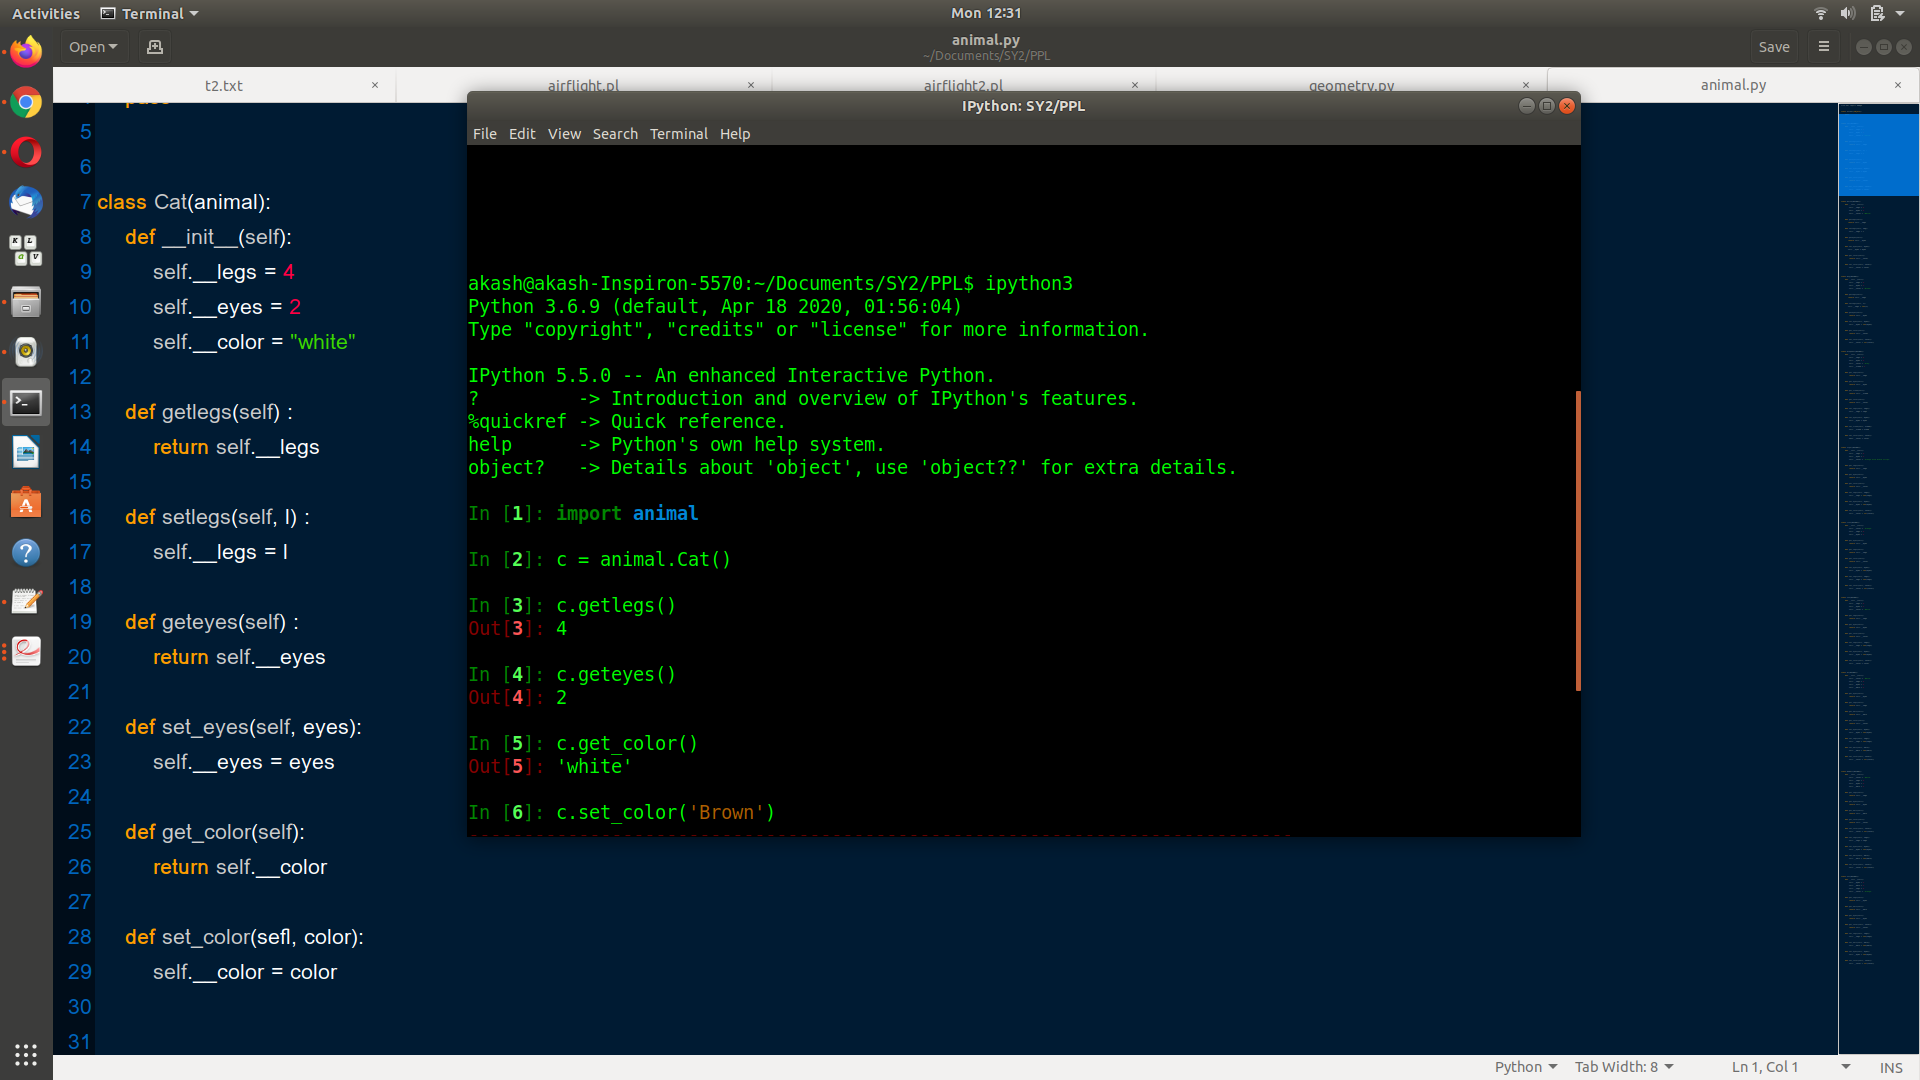 Activities
Terminal
Mon 12:31
Open
animal.py
~/Documents/SY2/PPL
Save
t2.txt
airflight.pl
airflight2.pl
geometry.py
animal.py
5
6
7 class Cat(animal):
8 def __init__(self):
9 self.__legs = 4
10 self.__eyes = 2
11 self.__color = "white"
12
13 def getlegs(self) :
14 return self.__legs
15
16 def setlegs(self, l) :
17 self.__legs = l
18
19 def geteyes(self) :
20 return self.__eyes
21
22 def set_eyes(self, eyes):
23 self.__eyes = eyes
24
25 def get_color(self):
26 return self.__color
27
28 def set_color(sefl, color):
29 self.__color = color
30
31
IPython: SY2/PPL
File Edit View Search Terminal Help
akash@akash-Inspiron-5570:~/Documents/SY2/PPL$ ipython3
Python 3.6.9 (default, Apr 18 2020, 01:56:04)
Type "copyright", "credits" or "license" for more information.
IPython 5.5.0 -- An enhanced Interactive Python.
? -> Introduction and overview of IPython's features.
%quickref -> Quick reference.
help -> Python's own help system.
object? -> Details about 'object', use 'object??' for extra details.
In [1]: import animal
In [2]: c = animal.Cat()
In [3]: c.getlegs()
Out[3]: 4
In [4]: c.geteyes()
Out[4]: 2
In [5]: c.get_color()
Out[5]: 'white'
In [6]: c.set_color('Brown')
Python
Tab Width: 8
Ln 1, Col 1
INS